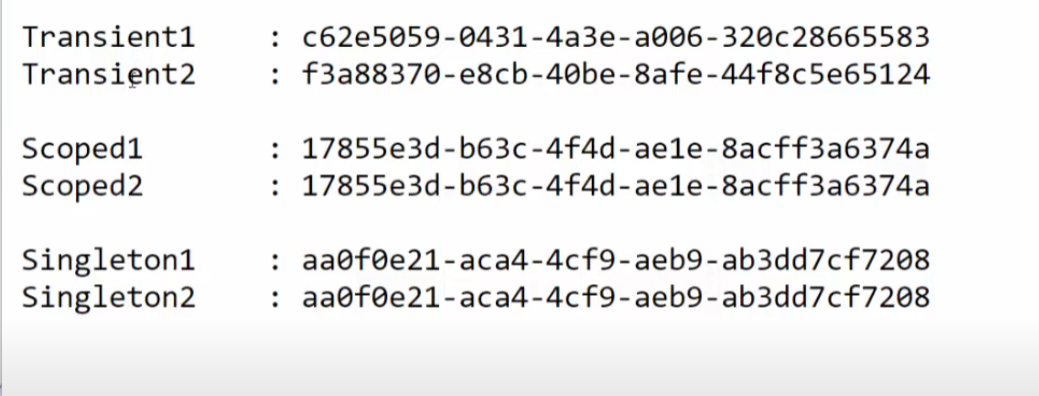 Transient1 : c62e5059-0431-4a3e-a006-320c28665583
Transient2 : f3a88370-e8cb-40be-8afe-44f8c5e65124
Scoped1 : 17855e3d-b63c-4f4d-ae1e-8acff3a6374a
Scoped2 : 17855e3d-b63c-4f4d-ae1e-8acff3a6374a
Singleton1 : aa0f0e21-aca4-4cf9-aeb9-ab3dd7cf7208
Singleton2 : aa0f0e21-aca4-4cf9-aeb9-ab3dd7cf7208